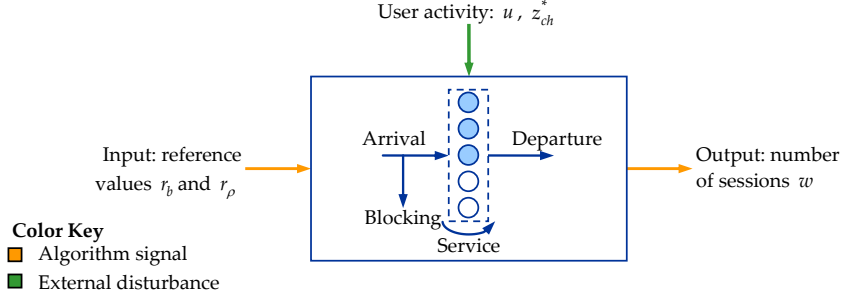 User activity: u , z*ch
Arrival
Departure
Input: reference
values rb and rρ
Output: number
of sessions w
Blocking
Service
Color Key
Algorithm signal
External disturbance